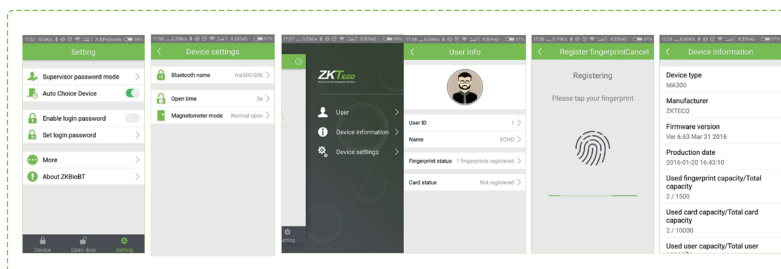 Setting
Supervisor password mode
Auto Choice Device
Enable login password
Set login password
More
About ZKBioBT
Device
Open door
Setting
Device settings
Bluetooth name
ma300-006
Open time
5s
Magnetometer mode
Normal open
ZKTECO
User
Device information
Device settings
User Info
User ID
1
Name
ECHO
Fingerprint status
1 fingerprints registered
Card status
Not registered
Register fingerprint
Cancel
Registering
Please tap your fingerprint
Device information
Device type
MA300
Manufacturer
ZKTECO
Firmware version
Ver 6.63 Mar 31 2016
Production date
2016-01-20 16:43:10
Used fingerprint capacity/Total
capacity
2 / 1500
Used card capacity/Total card
capacity
2 / 10000
Used user capacity/Total user